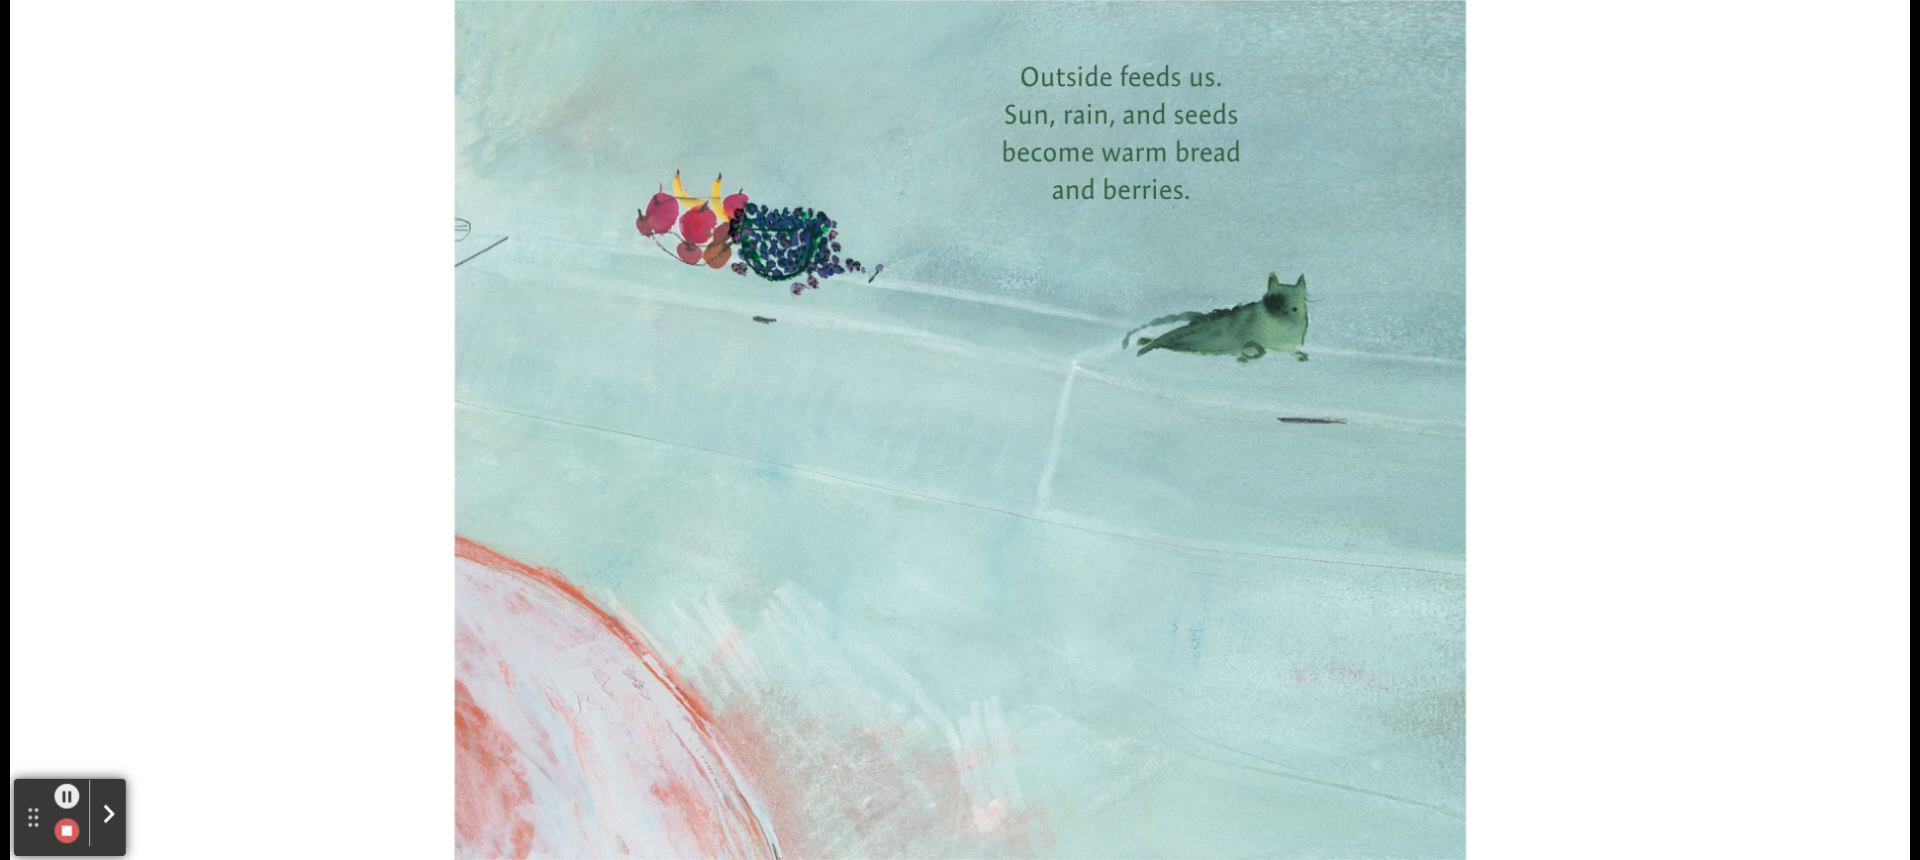 Outside feeds us.
Sun, rain, and seeds
become warm bread
and berries.